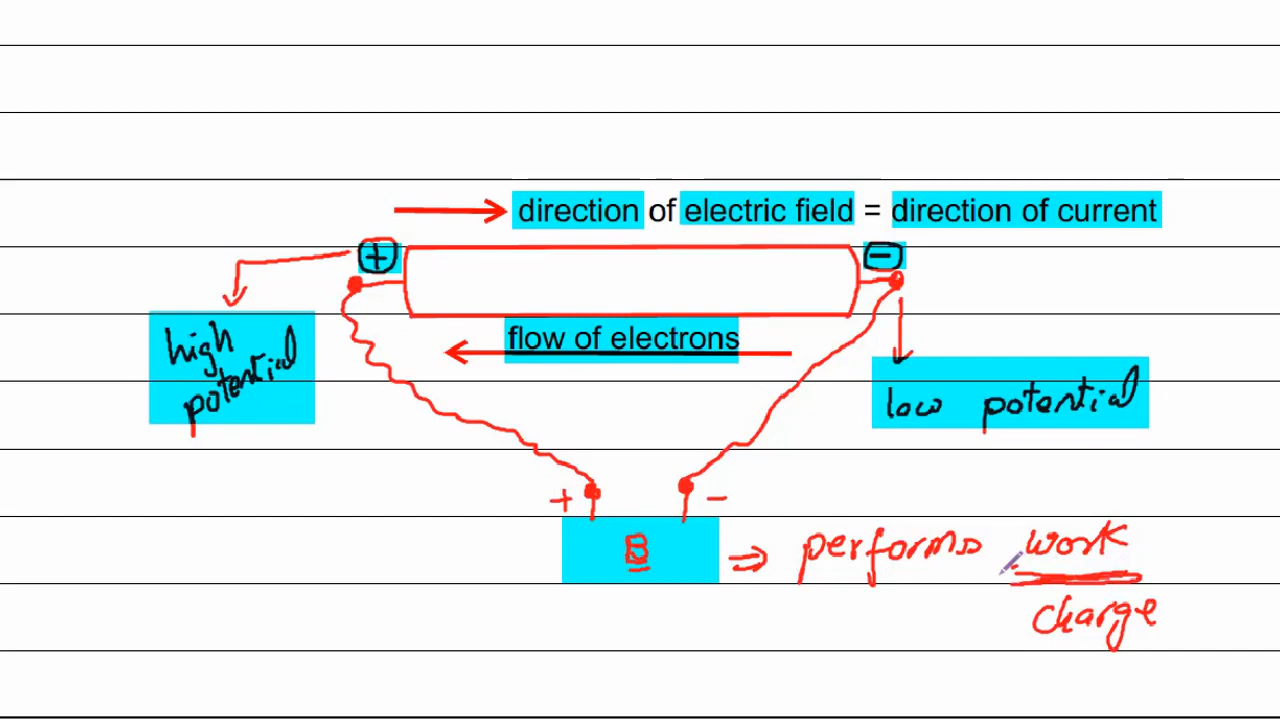 direction of electric field = direction of current
+ -
high
potential
flow of electrons
low potential
+ -
B ⇒ performs work
charge